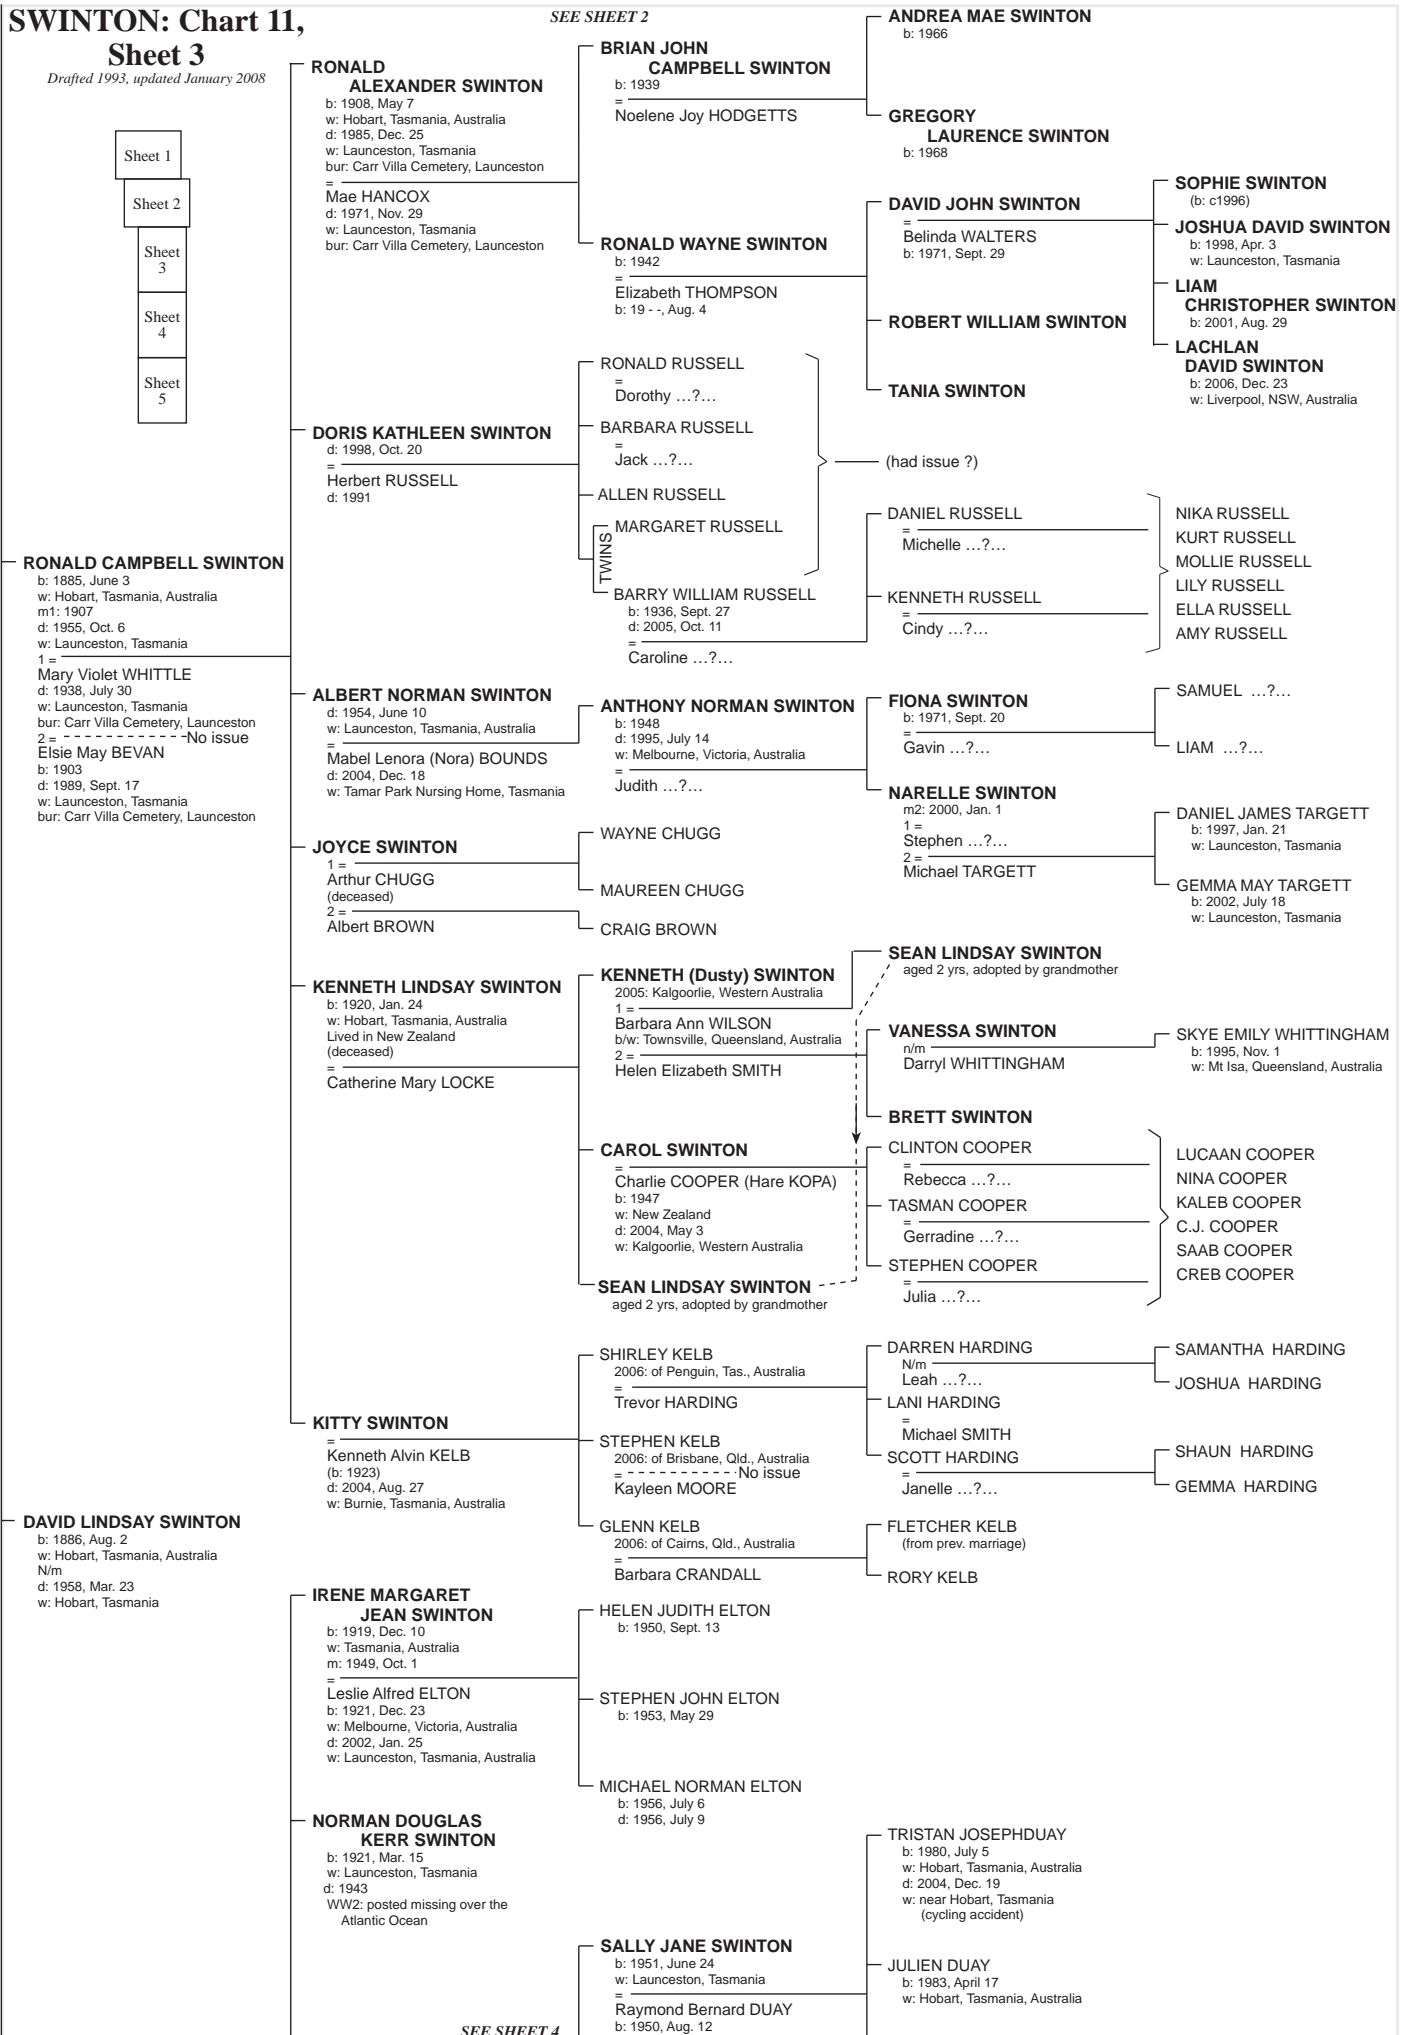 SWINTON: Chart 11,
Sheet 3
Drafted 1993, updated January 2008
Sheet 1
Sheet 2
Sheet
3
Sheet
4
Sheet
5
RONALD CAMPBELL SWINTON
b: 1885, June 3
w: Hobart, Tasmania, Australia
m1: 1907
d: 1955, Oct. 6
w: Launceston, Tasmania
1 =
Mary Violet WHITTLE
d: 1938, July 30
w: Launceston, Tasmania
bur: Carr Villa Cemetery, Launceston
2 = - - - - - - - - - - - -No issue
Elsie May BEVAN
b: 1903
d: 1989, Sept. 17
w: Launceston, Tasmania
bur: Carr Villa Cemetery, Launceston
DAVID LINDSAY SWINTON
b: 1886, Aug. 2
w: Hobart, Tasmania, Australia
N/m
d: 1958, Mar. 23
w: Hobart, Tasmania
RONALD
ALEXANDER SWINTON
b: 1908, May 7
w: Hobart, Tasmania, Australia
d: 1985, Dec. 25
w: Launceston, Tasmania
bur: Carr Villa Cemetery, Launceston
=
Mae HANCOX
d: 1971, Nov. 29
w: Launceston, Tasmania
bur: Carr Villa Cemetery, Launceston
DORIS KATHLEEN SWINTON
d: 1998, Oct. 20
=
Herbert RUSSELL
d: 1991
ALBERT NORMAN SWINTON
d: 1954, June 10
w: Launceston, Tasmania, Australia
=
Mabel Lenora (Nora) BOUNDS
d: 2004, Dec. 18
w: Tamar Park Nursing Home, Tasmania
JOYCE SWINTON
1 =
Arthur CHUGG
(deceased)
2 =
Albert BROWN
KENNETH LINDSAY SWINTON
b: 1920, Jan. 24
w: Hobart, Tasmania, Australia
Lived in New Zealand
(deceased)
=
Catherine Mary LOCKE
KITTY SWINTON
=
Kenneth Alvin KELB
(b: 1923)
d: 2004, Aug. 27
w: Burnie, Tasmania, Australia
IRENE MARGARET
JEAN SWINTON
b: 1919, Dec. 10
w: Tasmania, Australia
m: 1949, Oct. 1
=
Leslie Alfred ELTON
b: 1921, Dec. 23
w: Melbourne, Victoria, Australia
d: 2002, Jan. 25
w: Launceston, Tasmania, Australia
NORMAN DOUGLAS
KERR SWINTON
b: 1921, Mar. 15
w: Launceston, Tasmania
d: 1943
WW2: posted missing over the
Atlantic Ocean
SEE SHEET 4
SEE SHEET 2
BRIAN JOHN
CAMPBELL SWINTON
b: 1939
=
Noelene Joy HODGETTS
RONALD WAYNE SWINTON
b: 1942
=
Elizabeth THOMPSON
b: 19 - -, Aug. 4
RONALD RUSSELL
=
Dorothy …?…
BARBARA RUSSELL
=
Jack …?…
ALLEN RUSSELL
TWINS
MARGARET RUSSELL
BARRY WILLIAM RUSSELL
b: 1936, Sept. 27
d: 2005, Oct. 11
=
Caroline …?…
ANTHONY NORMAN SWINTON
b: 1948
d: 1995, July 14
w: Melbourne, Victoria, Australia
=
Judith …?…
WAYNE CHUGG
MAUREEN CHUGG
CRAIG BROWN
KENNETH (Dusty) SWINTON
2005: Kalgoorlie, Western Australia
1 =
Barbara Ann WILSON
b/w: Townsville, Queensland, Australia
2 =
Helen Elizabeth SMITH
CAROL SWINTON
=
Charlie COOPER (Hare KOPA)
b: 1947
w: New Zealand
d: 2004, May 3
w: Kalgoorlie, Western Australia
SEAN LINDSAY SWINTON
aged 2 yrs, adopted by grandmother
SHIRLEY KELB
2006: of Penguin, Tas., Australia
=
Trevor HARDING
STEPHEN KELB
2006: of Brisbane, Qld., Australia
= - - - - - - - - - - - No issue
Kayleen MOORE
GLENN KELB
2006: of Cairns, Qld., Australia
=
Barbara CRANDALL
HELEN JUDITH ELTON
b: 1950, Sept. 13
STEPHEN JOHN ELTON
b: 1953, May 29
MICHAEL NORMAN ELTON
b: 1956, July 6
d: 1956, July 9
SALLY JANE SWINTON
b: 1951, June 24
w: Launceston, Tasmania
=
Raymond Bernard DUAY
b: 1950, Aug. 12
ANDREA MAE SWINTON
b: 1966
GREGORY
LAURENCE SWINTON
b: 1968
DAVID JOHN SWINTON
=
Belinda WALTERS
b: 1971, Sept. 29
ROBERT WILLIAM SWINTON
TANIA SWINTON
(had issue ?)
DANIEL RUSSELL
=
Michelle …?…
KENNETH RUSSELL
=
Cindy …?…
FIONA SWINTON
b: 1971, Sept. 20
=
Gavin …?…
NARELLE SWINTON
m2: 2000, Jan. 1
1 =
Stephen …?…
2 =
Michael TARGETT
SEAN LINDSAY SWINTON
aged 2 yrs, adopted by grandmother
VANESSA SWINTON
n/m
Darryl WHITTINGHAM
BRETT SWINTON
CLINTON COOPER
=
Rebecca …?…
TASMAN COOPER
=
Gerradine …?…
STEPHEN COOPER
=
Julia …?…
DARREN HARDING
N/m
Leah …?…
LANI HARDING
=
Michael SMITH
SCOTT HARDING
=
Janelle …?…
FLETCHER KELB
(from prev. marriage)
RORY KELB
TRISTAN JOSEPHDUAY
b: 1980, July 5
w: Hobart, Tasmania, Australia
d: 2004, Dec. 19
w: near Hobart, Tasmania
(cycling accident)
JULIEN DUAY
b: 1983, April 17
w: Hobart, Tasmania, Australia
SOPHIE SWINTON
(b: c1996)
JOSHUA DAVID SWINTON
b: 1998, Apr. 3
w: Launceston, Tasmania
LIAM
CHRISTOPHER SWINTON
b: 2001, Aug. 29
LACHLAN
DAVID SWINTON
b: 2006, Dec. 23
w: Liverpool, NSW, Australia
NIKA RUSSELL
KURT RUSSELL
MOLLIE RUSSELL
LILY RUSSELL
ELLA RUSSELL
AMY RUSSELL
SAMUEL …?…
LIAM …?…
DANIEL JAMES TARGETT
b: 1997, Jan. 21
w: Launceston, Tasmania
GEMMA MAY TARGETT
b: 2002, July 18
w: Launceston, Tasmania
SKYE EMILY WHITTINGHAM
b: 1995, Nov. 1
w: Mt Isa, Queensland, Australia
LUCAAN COOPER
NINA COOPER
KALEB COOPER
C.J. COOPER
SAAB COOPER
CREB COOPER
SAMANTHA HARDING
JOSHUA HARDING
SHAUN HARDING
GEMMA HARDING